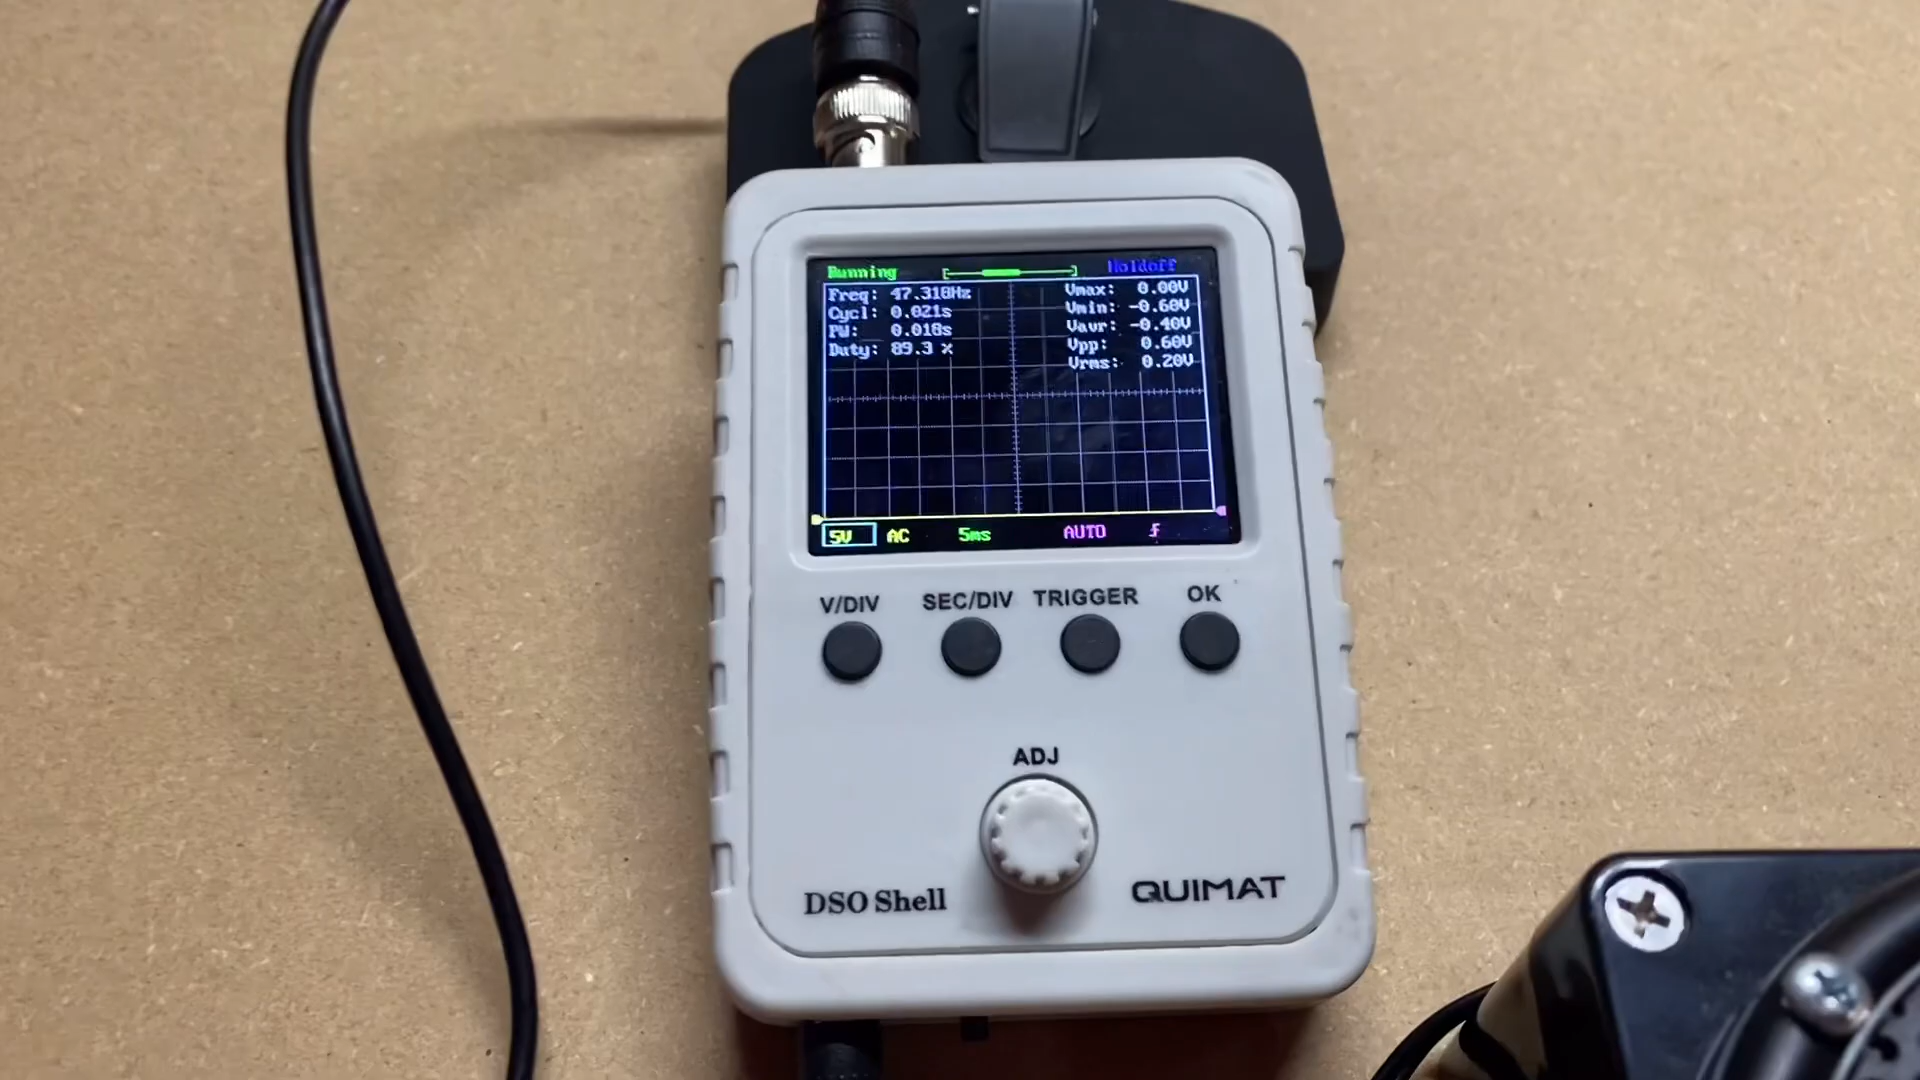 Running Holdoff
Freq: 47.318Hz Vmax: 0.00V
Cycl: 0.021s Vmin: -0.60V
PW: 0.018s Vavr: -0.40V
Duty: 89.3 % Vpp: 0.60V
Vrms: 0.20V
5V AC 5ms AUTO
V/DIV SEC/DIV TRIGGER OK
ADJ
DSO Shell QUIMAT